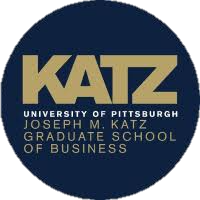 KATZ
UNIVERSITY OF PITTSBURGH
JOSEPH M. KATZ
GRADUATE SCHOOL
OF BUSINESS